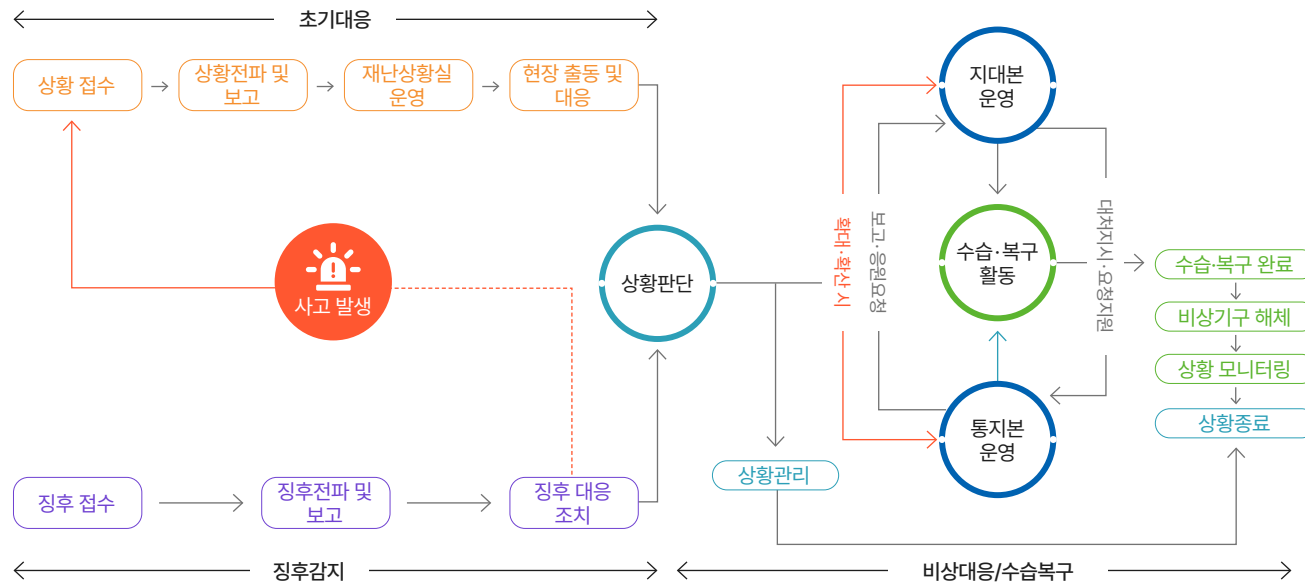 초기대응
상황 접수
상황전파 및
보고
재난상황실
운영
현장 출동 및
대응
사고 발생
징후 접수
징후전파 및
보고
징후 대응
조치
징후감지
상황판단
상황관리
확대·확산 시
보고·응원요청
지대본
운영
수습·복구
활동
통지본
운영
대처지시·요청지원
수습·복구 완료
비상기구 해체
상황 모니터링
상황종료
비상대응/수습복구